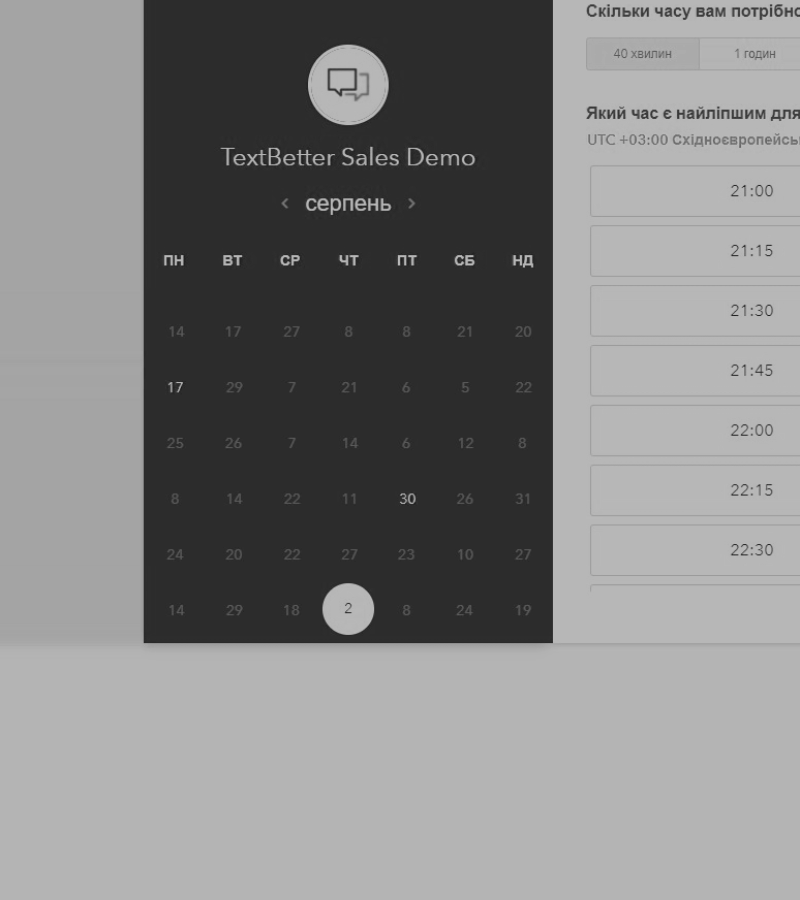 TextBetter Sales Demo
‹ серпень ›
ПН ВТ СР ЧТ ПТ СБ НД
14 17 27 8 8 21 20
17 29 7 21 6 5 22
25 26 7 14 6 12 8
8 14 22 11 30 26 31
24 20 22 27 23 10 27
14 29 18 2 8 24 19
Скільки часу вам потрібно
40 хвилин
1 годин
Який час є найліпшим для
UTC +03:00 Східноєвропейсь
21:00
21:15
21:30
21:45
22:00
22:15
22:30